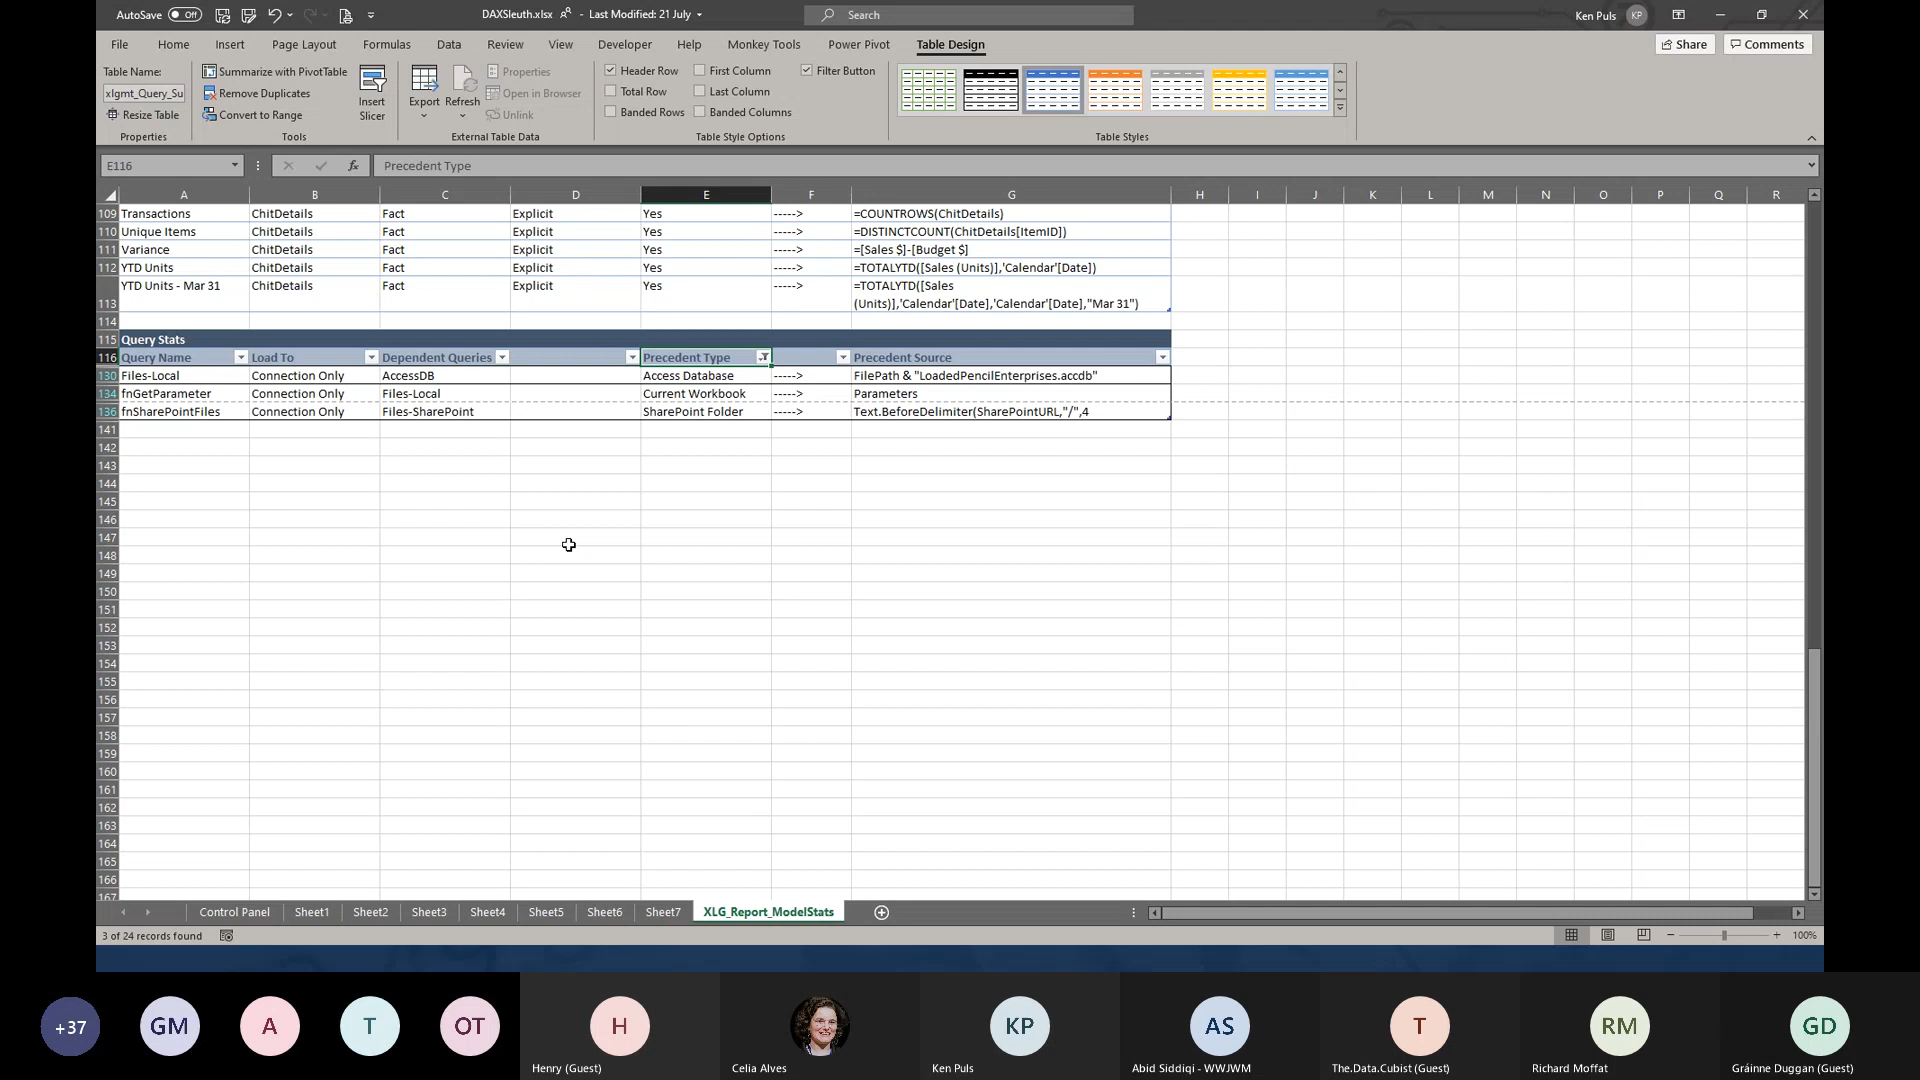 AutoSave Off DAXSleuth.xlsx - Last Modified: 21 July Search Ken Puls KP
File Home Insert Page Layout Formulas Data Review View Developer Help Monkey Tools Power Pivot Table Design Share Comments
Table Name: Summarize with PivotTable Properties Header Row First Column Filter Button
xlgmt_Query_Su Remove Duplicates Insert Slicer Export Refresh Open in Browser Total Row Last Column
Resize Table Convert to Range Unlink Banded Rows Banded Columns
Properties Tools External Table Data Table Style Options Table Styles
E116 fx Precedent Type
A B C D E F G H I J K L M N O P Q R
109 Transactions ChitDetails Fact Explicit Yes -----> =COUNTROWS(ChitDetails)
110 Unique Items ChitDetails Fact Explicit Yes -----> =DISTINCTCOUNT(ChitDetails[ItemID])
111 Variance ChitDetails Fact Explicit Yes -----> =[Sales $]-[Budget $]
112 YTD Units ChitDetails Fact Explicit Yes -----> =TOTALYTD([Sales (Units)],'Calendar'[Date])
YTD Units - Mar 31 ChitDetails Fact Explicit Yes -----> =TOTALYTD([Sales
113 (Units)],'Calendar'[Date],'Calendar'[Date],"Mar 31")
114
115 Query Stats
116 Query Name Load To Dependent Queries Precedent Type Precedent Source
130 Files-Local Connection Only AccessDB Access Database -----> FilePath & "LoadedPencilEnterprises.accdb"
134 fnGetParameter Connection Only Files-Local Current Workbook -----> Parameters
136 fnSharePointFiles Connection Only Files-SharePoint SharePoint Folder -----> Text.BeforeDelimiter(SharePointURL,"/",4
141
142
143
144
145
146
147
148
149
150
151
152
153
154
155
156
157
158
159
160
161
162
163
164
165
166
167
Control Panel Sheet1 Sheet2 Sheet3 Sheet4 Sheet5 Sheet6 Sheet7 XLG_Report_ModelStats
3 of 24 records found 100%
+37 GM A T OT H KP AS T RM GD
Henry (Guest) Celia Alves Ken Puls Abid Siddiqi - WWJWM The.Data.Cubist (Guest) Richard Moffat Gráinne Duggan (Guest)